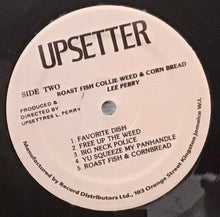 UPSETTER
SIDE TWO
ROAST FISH COLLIE WEED & CORN BREAD
LEE PERRY
PRODUCED &
DIRECTED BY
UPSETTRES L. PERRY
1. FAVORITE DISH
2. FREE UP THE WEED
3. BIG NECK POLICE
4. YU SQUEEZE MY PANHANDLE
5. ROAST FISH & CORNBREAD
Manufactured by Record Distributors Ltd., 103 Orange Street Kingston Jamaica W.I.